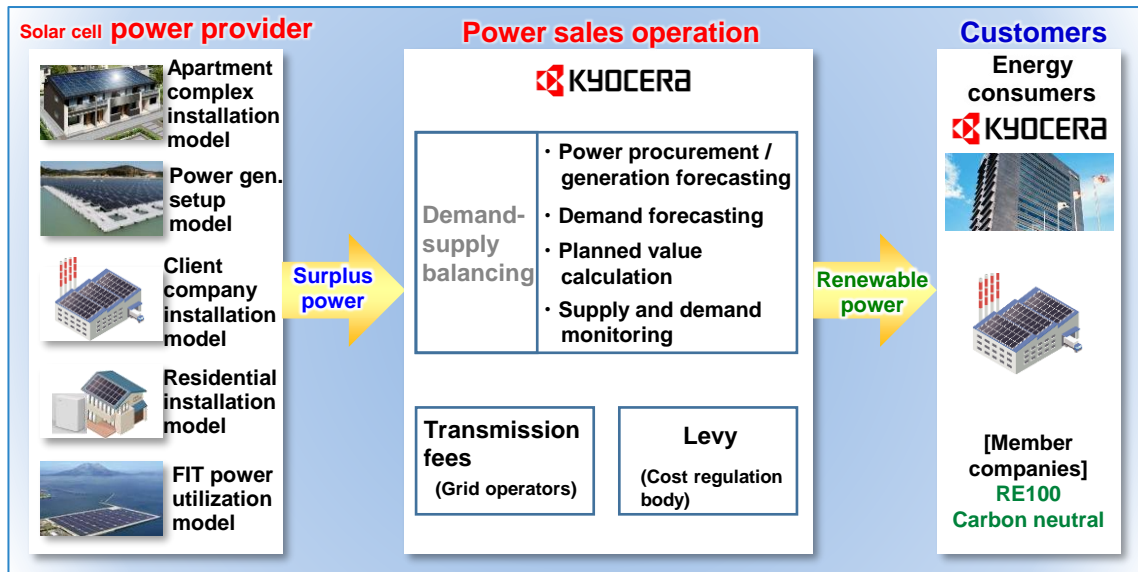 Solar cell power provider
Apartment
complex
installation
model
Power gen.
setup
model
Client
company
installation
model
Residential
installation
model
FIT power
utilization
model
Surplus
power
Power sales operation
KYOCERA
Demand-
supply
balancing
・Power procurement /
generation forecasting
・Demand forecasting
・Planned value
calculation
・Supply and demand
monitoring
Transmission
fees
(Grid operators)
Levy
(Cost regulation
body)
Renewable
power
Customers
Energy
consumers
KYOCERA
[Member
companies]
RE100
Carbon neutral